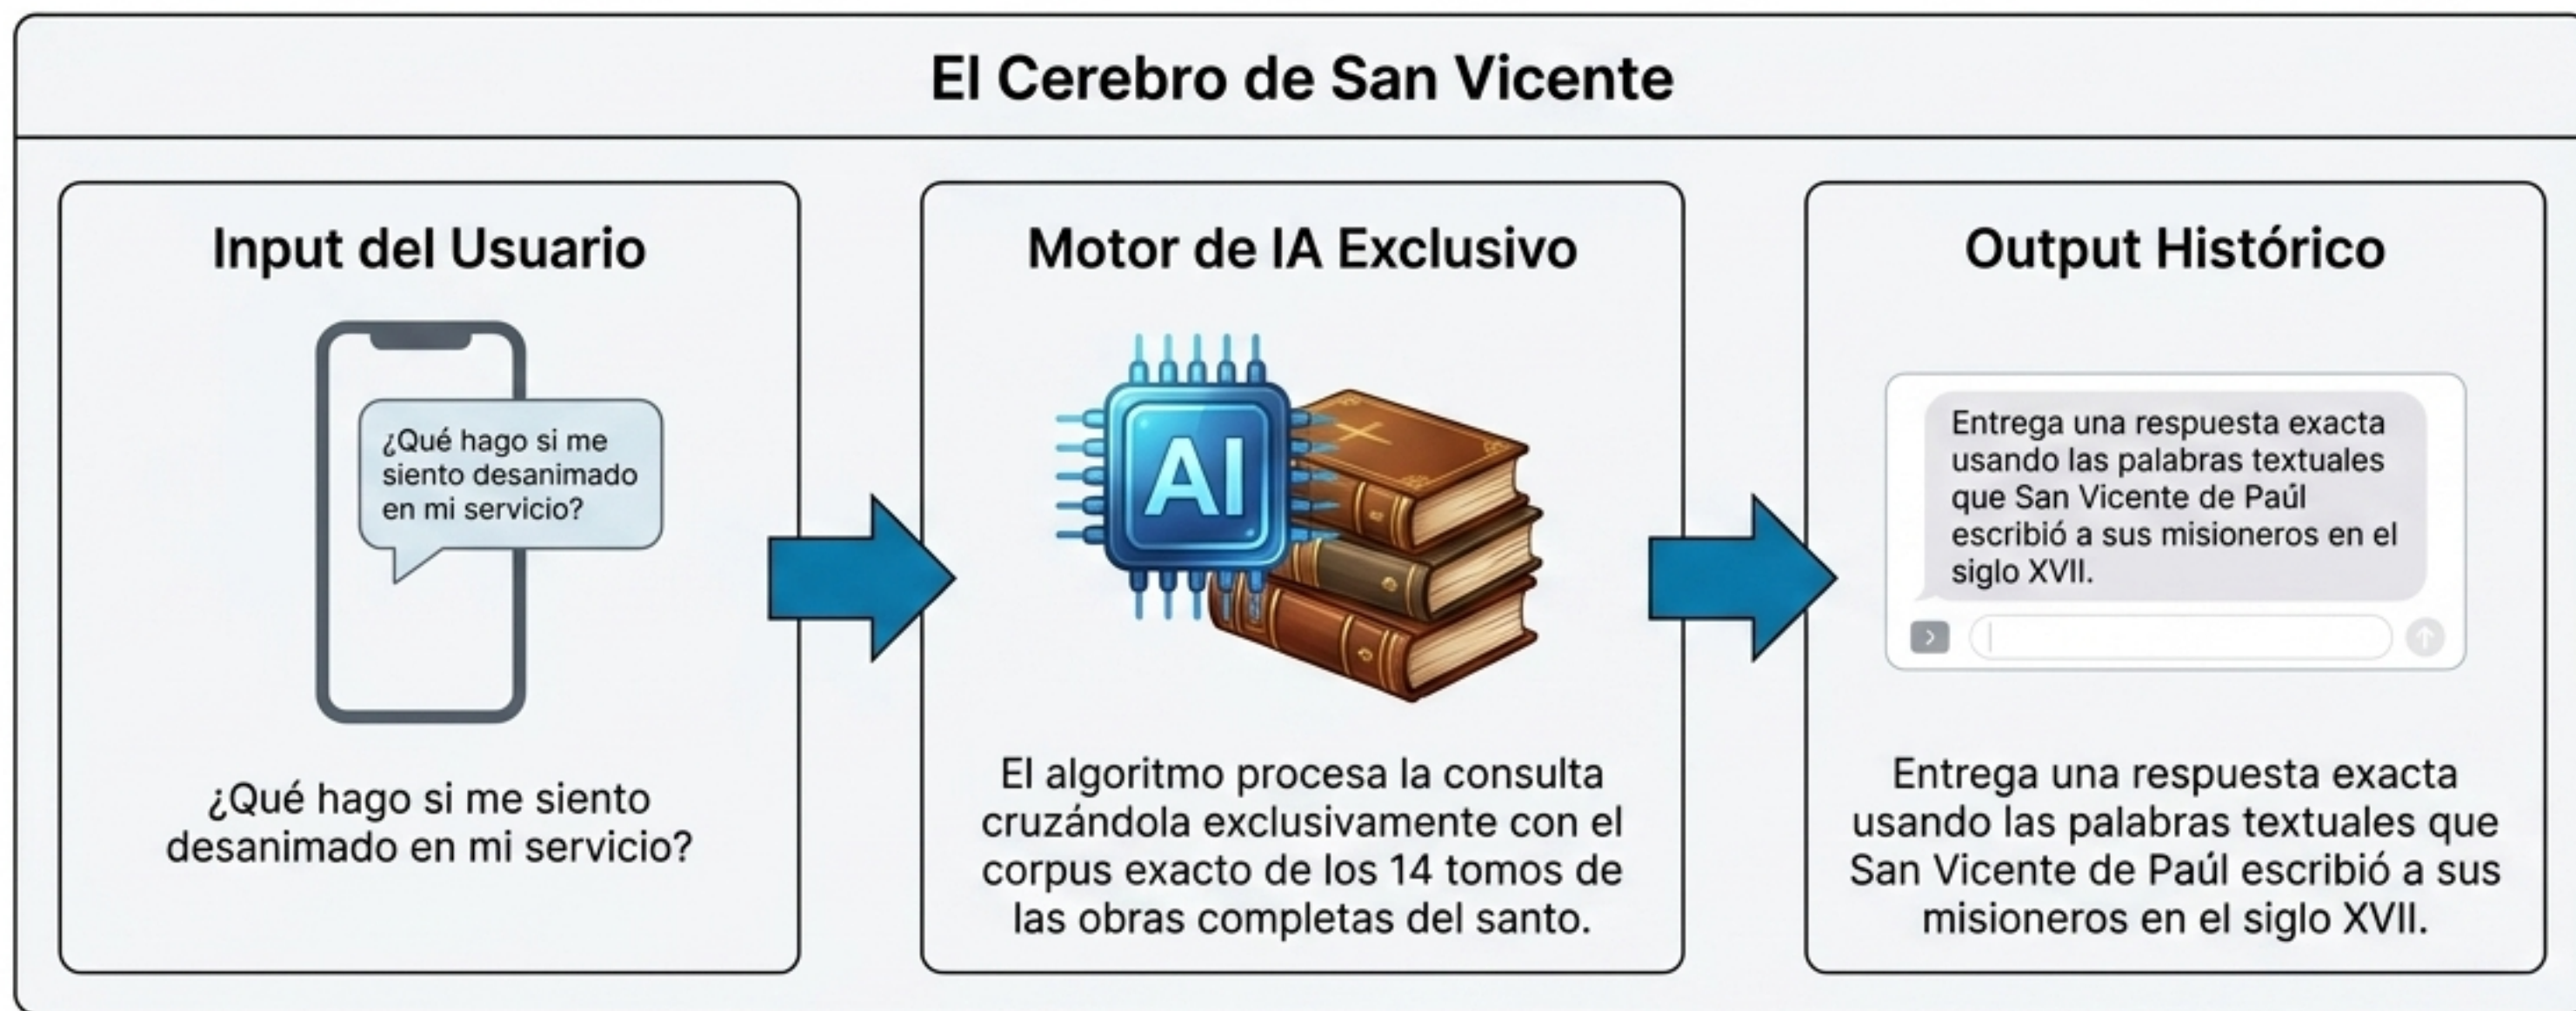 El Cerebro de San Vicente
Input del Usuario
¿Qué hago si me
siento desanimado
en mi servicio?
¿Qué hago si me siento
desanimado en mi servicio?
Motor de IA Exclusivo
AI
El algoritmo procesa la consulta
cruzándola exclusivamente con el
corpus exacto de los 14 tomos de
las obras completas del santo.
Output Histórico
Entrega una respuesta exacta
usando las palabras textuales
que San Vicente de Paúl
escribió a sus misioneros en el
siglo XVII.
Entrega una respuesta exacta
usando las palabras textuales que
San Vicente de Paúl escribió a sus
misioneros en el siglo XVII.